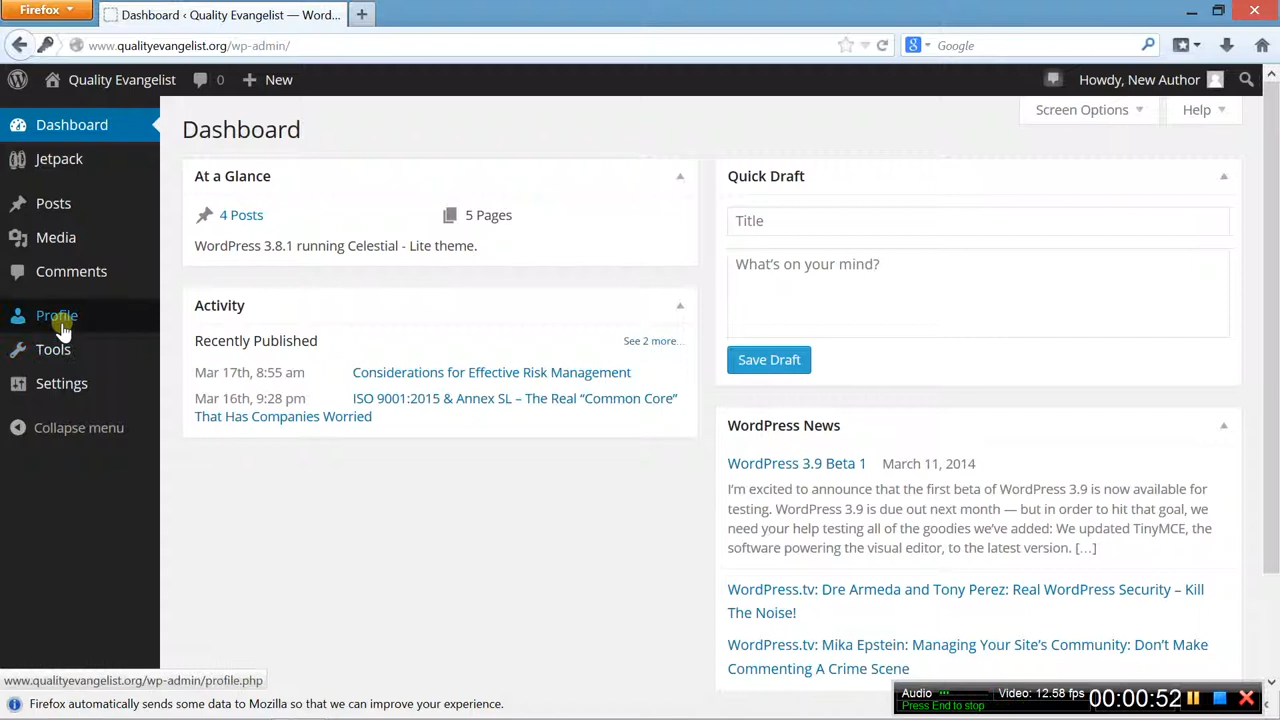 Firefox
Dashboard ‹ Quality Evangelist — Word...
www.qualityevangelist.org/wp-admin/
Google
Quality Evangelist 0 New
Howdy, New Author
Screen Options
Help
Dashboard
Jetpack
Posts
Media
Comments
Profile
Tools
Settings
Collapse menu
Dashboard
At a Glance
4 Posts
5 Pages
WordPress 3.8.1 running Celestial - Lite theme.
Activity
Recently Published
See 2 more...
Mar 17th, 8:55 am Considerations for Effective Risk Management
Mar 16th, 9:28 pm ISO 9001:2015 & Annex SL – The Real “Common Core”
That Has Companies Worried
Quick Draft
Title
What’s on your mind?
Save Draft
WordPress News
WordPress 3.9 Beta 1 March 11, 2014
I’m excited to announce that the first beta of WordPress 3.9 is now available for
testing. WordPress 3.9 is due out next month — but in order to hit that goal, we
need your help testing all of the goodies we’ve added: We updated TinyMCE, the
software powering the visual editor, to the latest version. […]
WordPress.tv: Dre Armeda and Tony Perez: Real WordPress Security – Kill
The Noise!
WordPress.tv: Mika Epstein: Managing Your Site’s Community: Don’t Make
Commenting A Crime Scene
www.qualityevangelist.org/wp-admin/profile.php
Firefox automatically sends some data to Mozilla so that we can improve your experience.
Audio
Press End to stop
Video: 12.58 fps
00:00:52